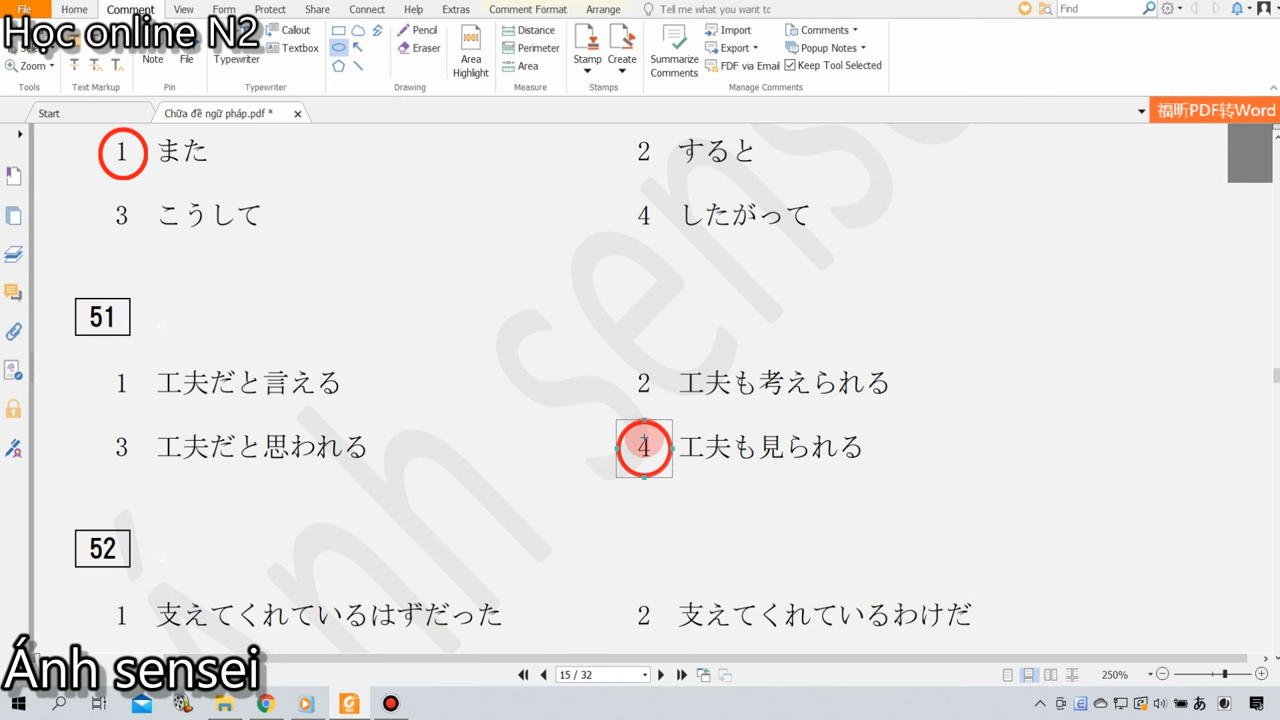 File Home Comment View Form Protect Share Connect Help Extras Comment Format Arrange Tell me what you want to Find
Học online N2
Callout Pencil Distance Import Comments
Textbox Eraser Perimeter Export Popup Notes
Zoom Note File Typewriter Area Highlight Area Stamp Create Summarize Comments FDF via Email Keep Tool Selected
Tools Text Markup Pin Typewriter Drawing Measure Stamps Manage Comments
Start Chữa đề ngữ pháp.pdf * 福昕PDF转Word
1 また 2 すると
3 こうして 4 したがって
51
1 工夫だと言える 2 工夫も考えられる
3 工夫だと思われる 4 工夫も見られる
52
1 支えてくれているはずだった 2 支えてくれているわけだ
Ánh sensei
15 / 32 250%
Ánh sensei